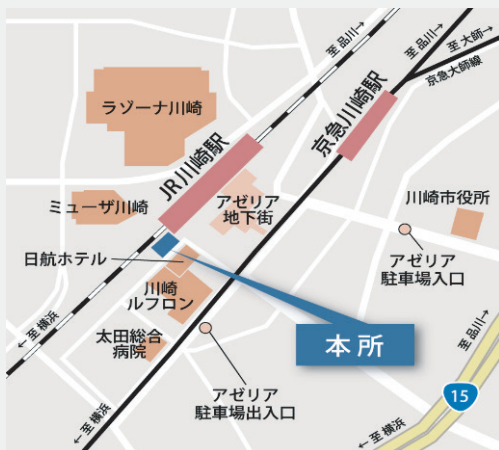 至品川→
至品川→
至大師→
京急大師線
ラゾーナ川崎
JR川崎駅
京急川崎駅
ミューザ川崎
アゼリア
地下街
川崎市役所
アゼリア
駐車場入口
日航ホテル
川崎
ルフロン
←至横浜
本所
太田総合
病院
至品川→
アゼリア
駐車場出入口
15
←至横浜
←至横浜